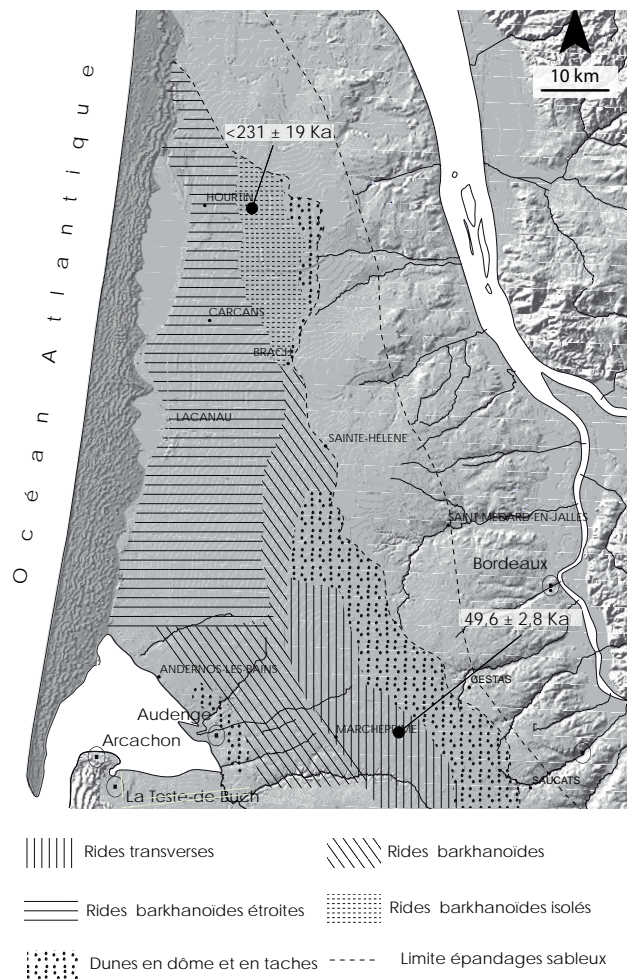 10 km
Océan Atlantique
<231 ± 19 Ka
HOURTIN
CARCANS
BRACH
LACANAU
SAINTE-HELENE
SAINT-MEDARD-EN-JALLES
Bordeaux
49,6 ± 2,8 Ka
ANDERNOS-LES-BAINS
CESTAS
Audenge
MARCHEPRIME
Arcachon
SAUCATS
La Teste-de-Buch
Rides transverses
Rides barkhanoïdes
Rides barkhanoïdes étroites
Rides barkhanoïdes isolés
Dunes en dôme et en taches
Limite épandages sableux